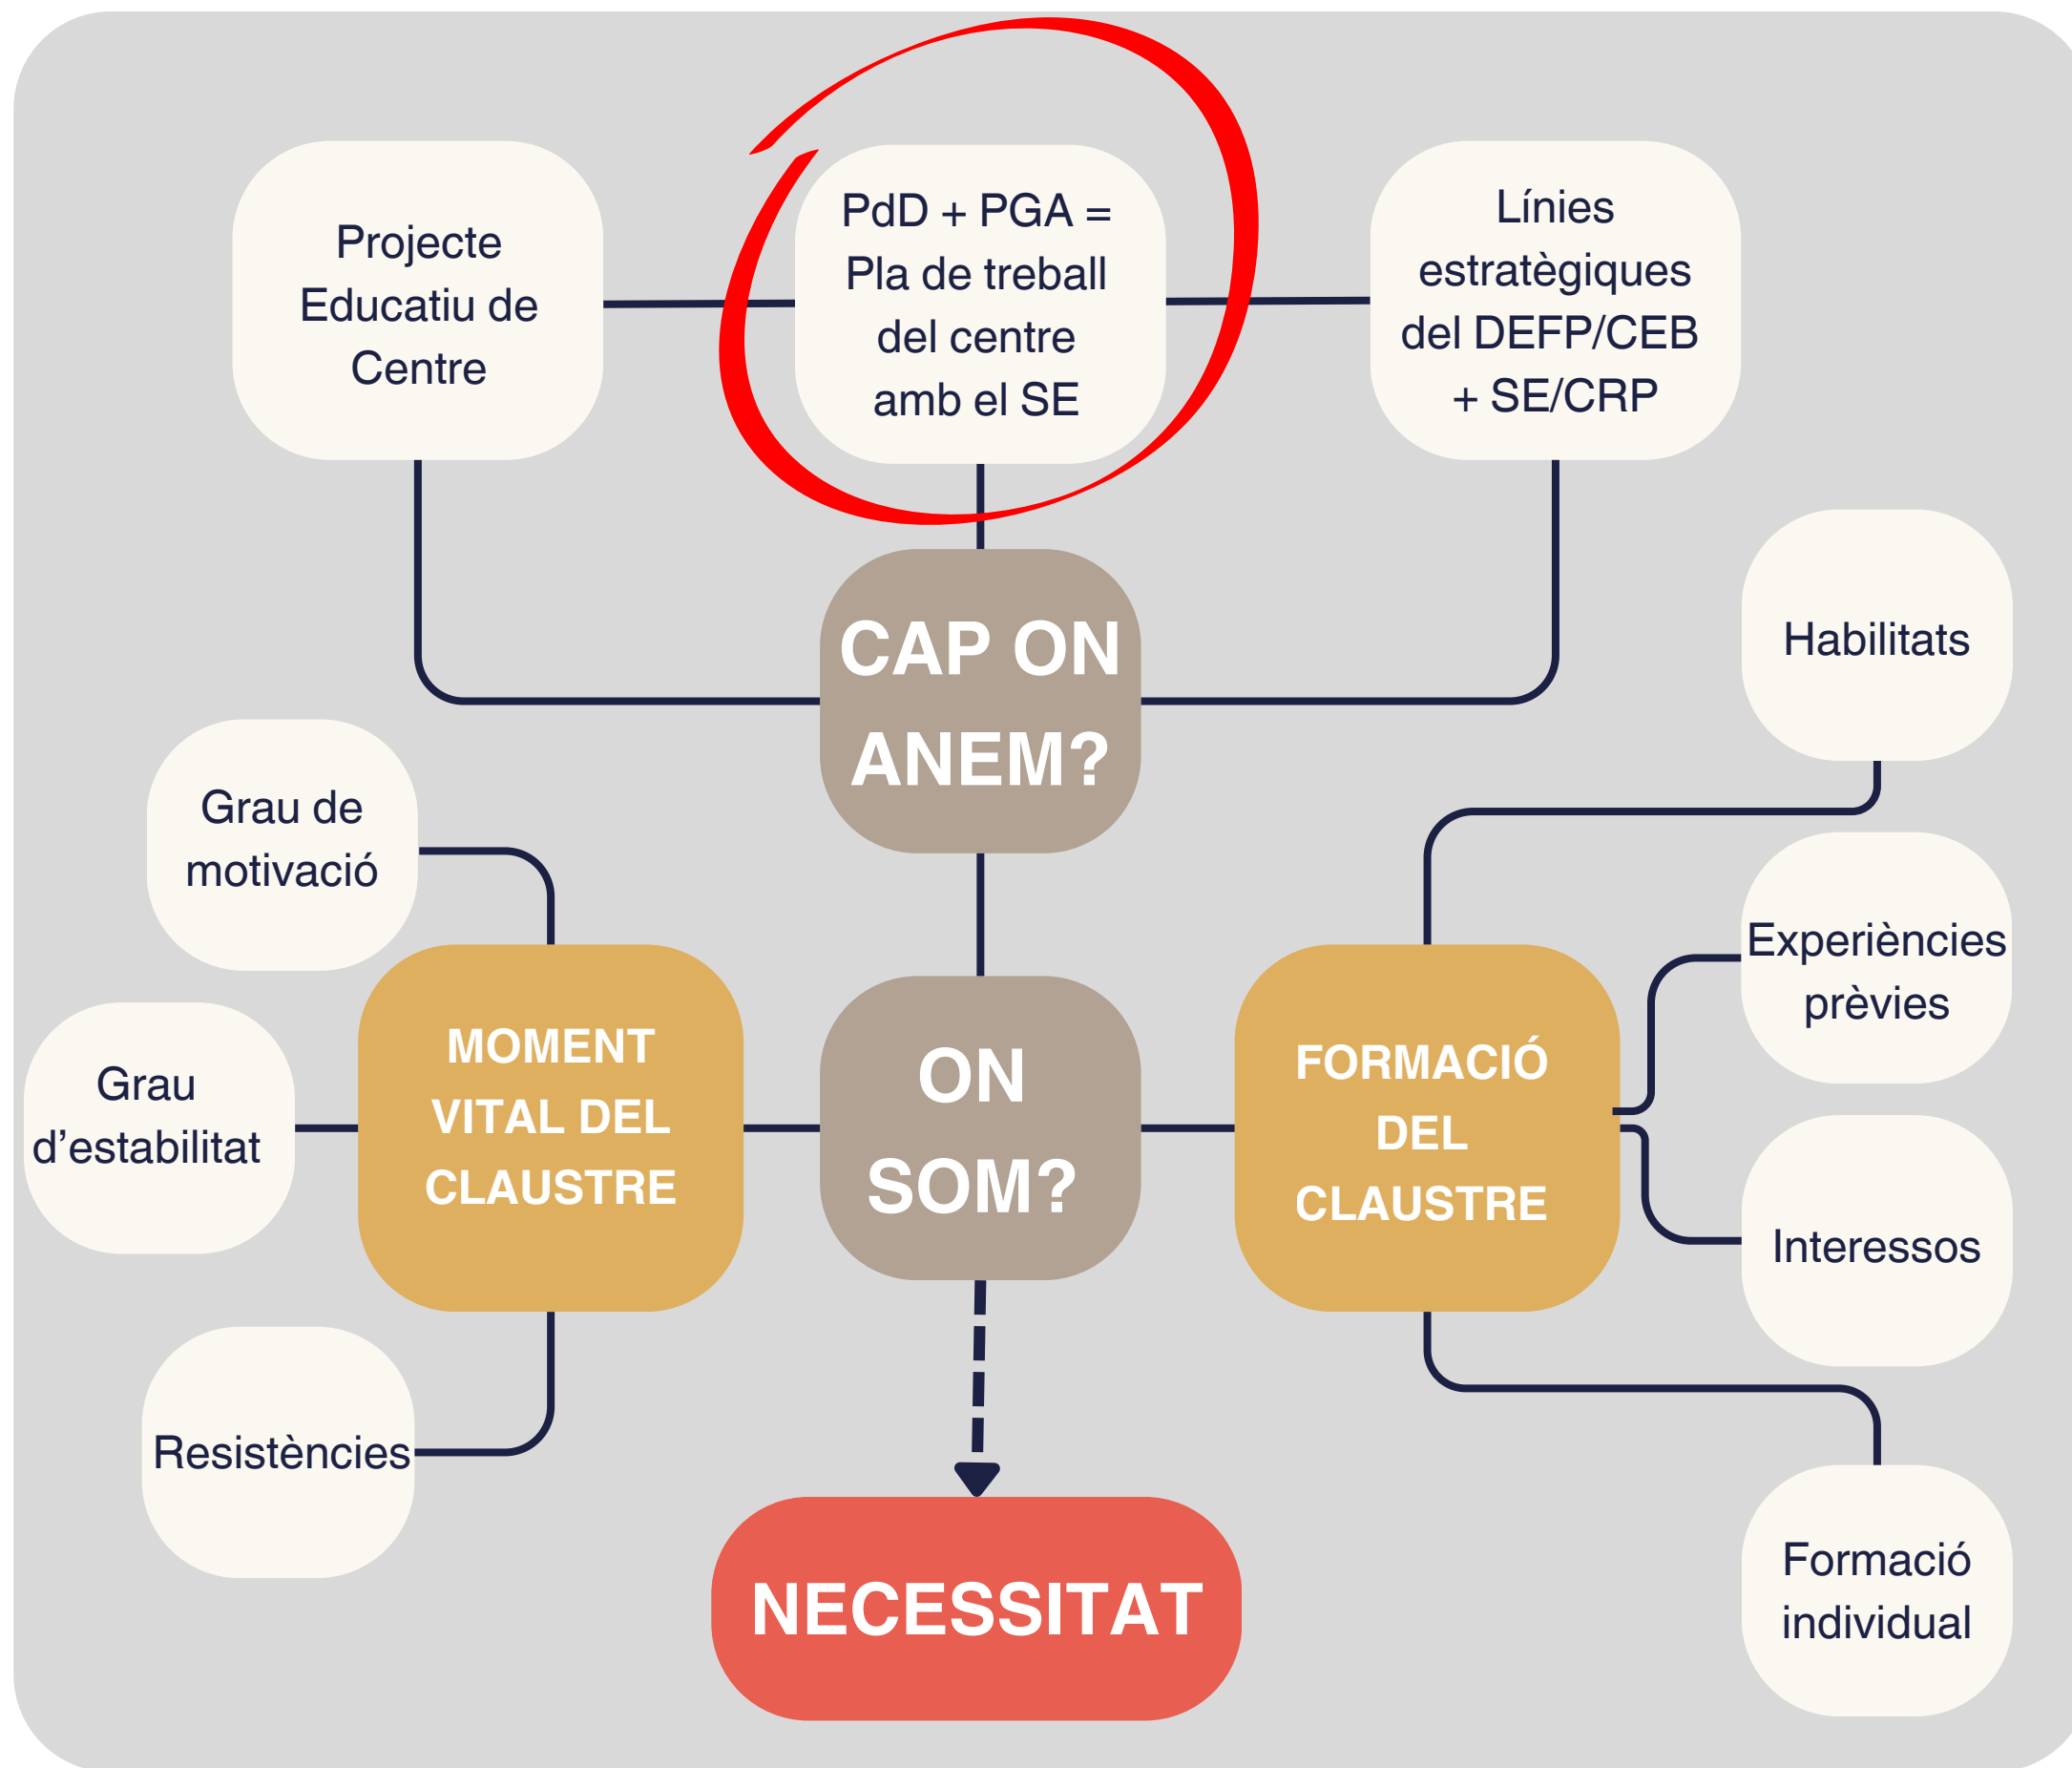 Projecte
Educatiu de
Centre
PdD + PGA =
Pla de treball
del centre
amb el SE
Línies
estratègiques
del DEFP/CEB
+ SE/CRP
CAP ON
ANEM?
Habilitats
Grau de
motivació
Experiències
prèvies
MOMENT
VITAL DEL
CLAUSTRE
ON
SOM?
FORMACIÓ
DEL
CLAUSTRE
Grau
d’estabilitat
Interessos
Resistències
NECESSITAT
Formació
individual